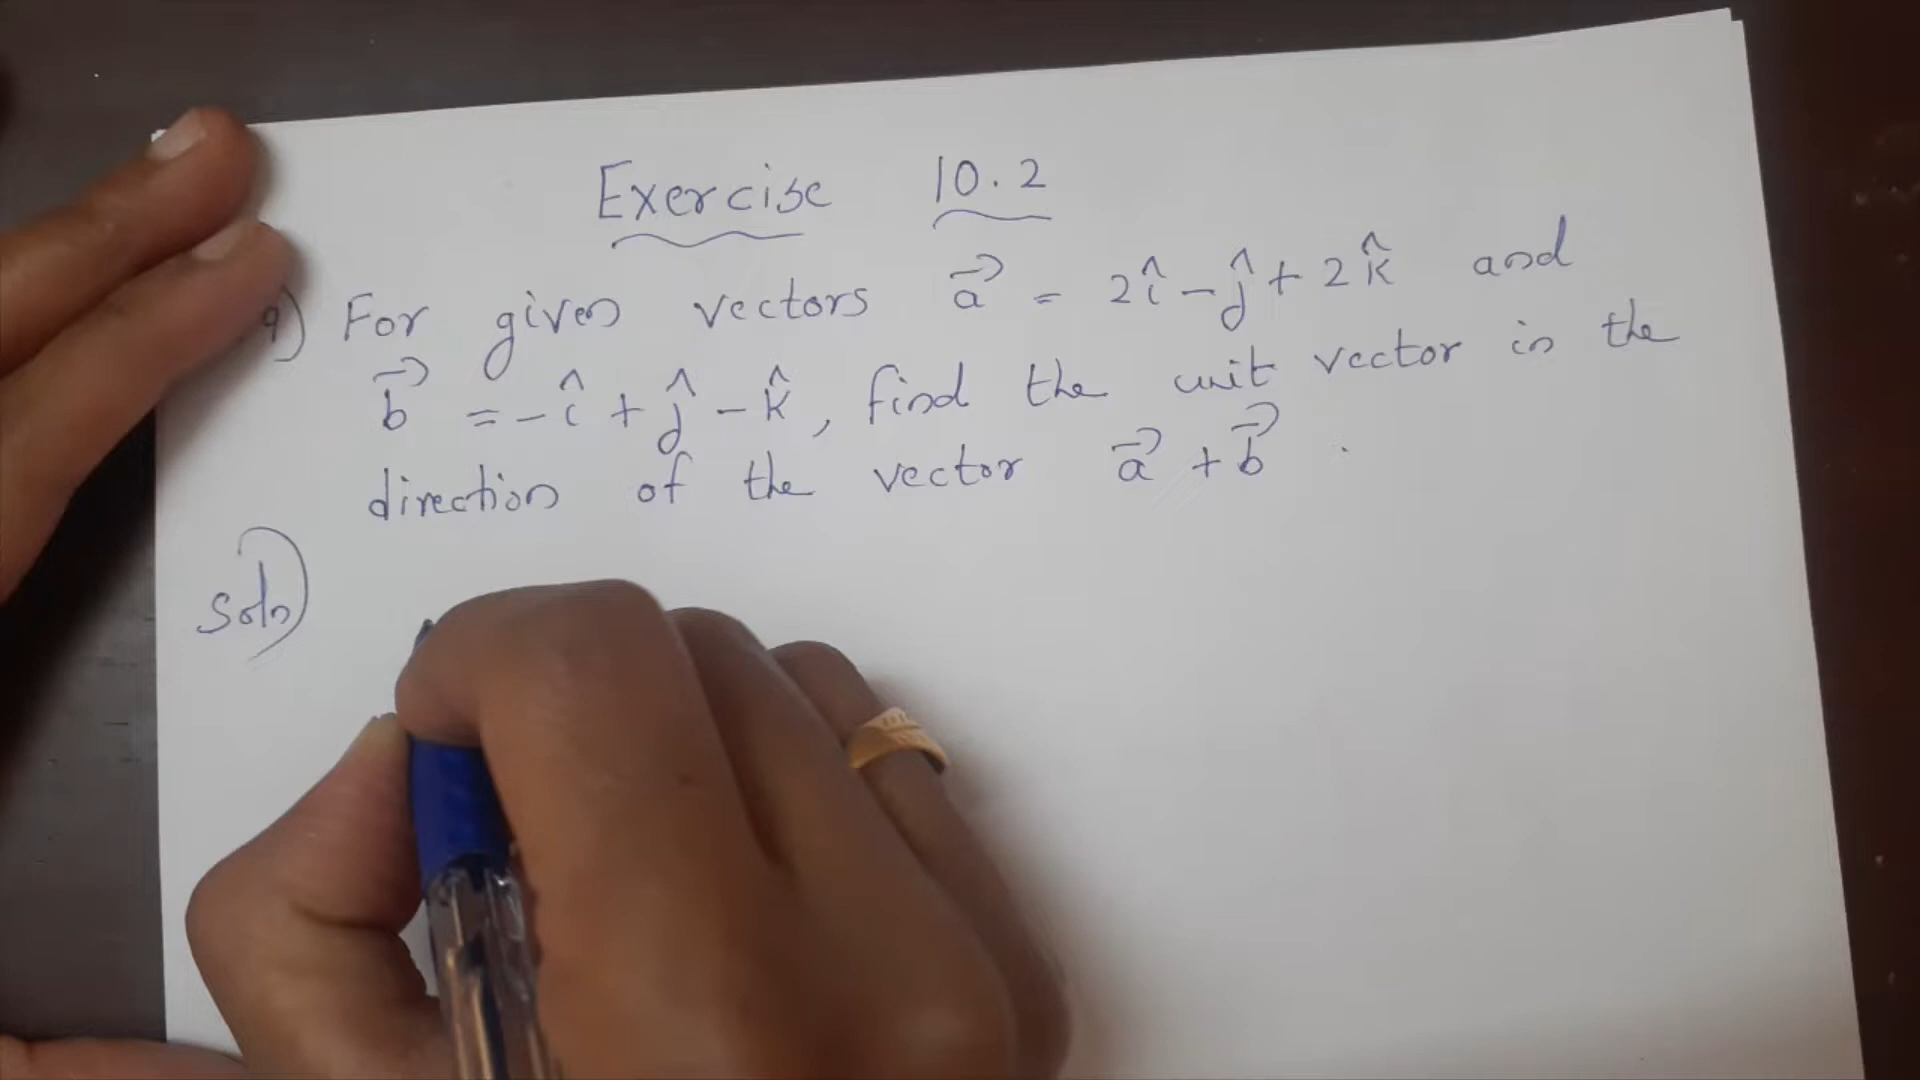 Exercise 10.2
9) For given vectors a⃗ = 2î - ĵ + 2k̂ and
b⃗ = -î + ĵ - k̂, find the unit vector in the
direction of the vector a⃗ + b⃗.
Soln)